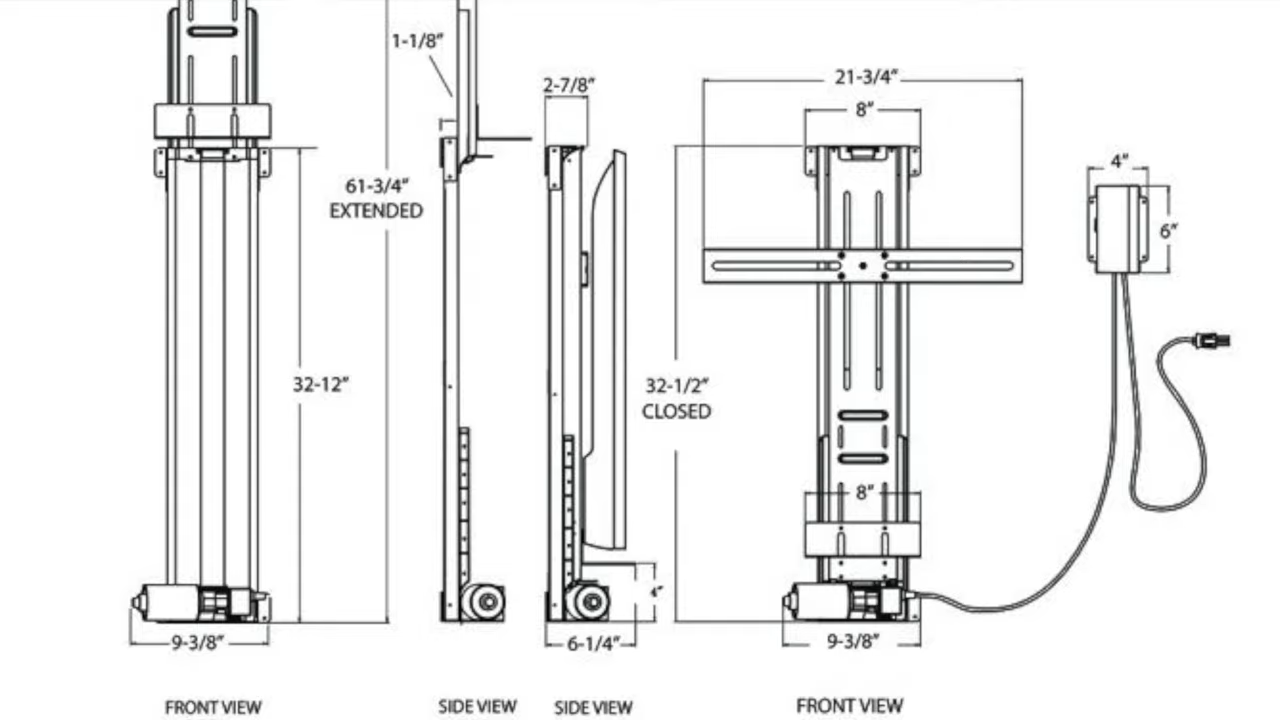 1-1/8”
2-7/8”
21-3/4”
8”
4”
61-3/4”
EXTENDED
6”
32-12”
32-1/2”
CLOSED
8”
4”
9-3/8”
6-1/4”
9-3/8”
FRONT VIEW
SIDE VIEW
SIDE VIEW
FRONT VIEW